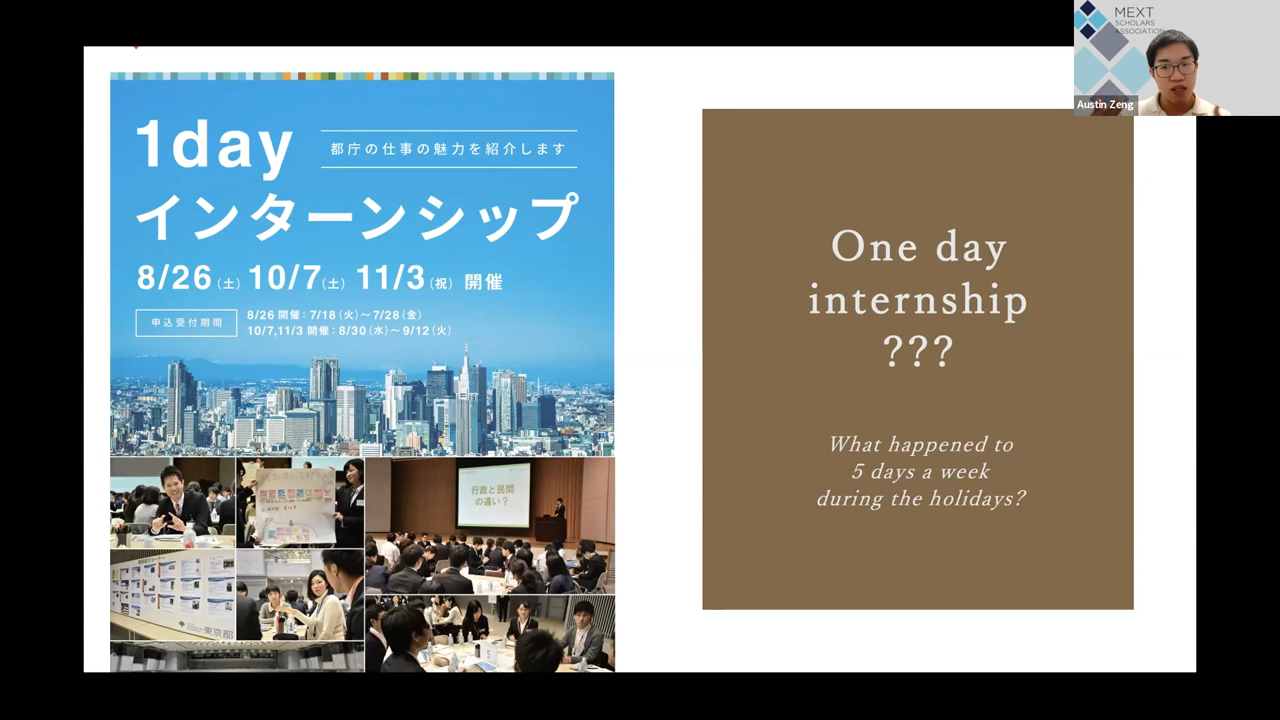 1day
都庁の仕事の魅力を紹介します
インターンシップ
8/26(土) 10/7(土) 11/3(祝) 開催
申込受付期間
8/26 開催:7/18(火)～7/28(金)
10/7,11/3 開催:8/30(水)～9/12(火)
行政と民間
の違い?
東京都
One day
internship
???
What happened to
5 days a week
during the holidays?
MEXT
SCHOLARS
ASSOCIATION
Austin Zeng